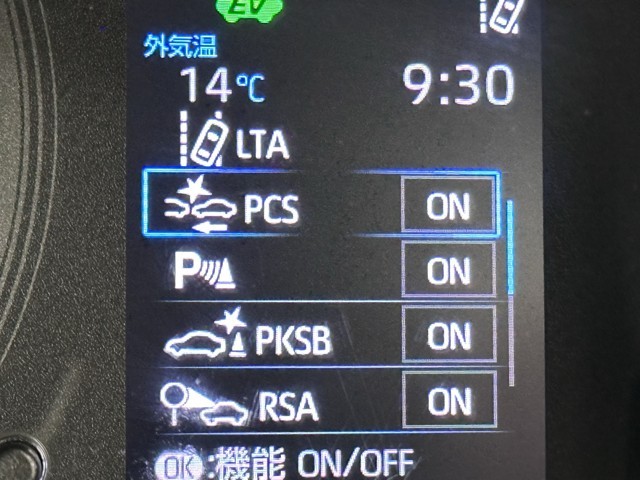 EV
外気温
14℃ 9:30
LTA
PCS ON
P ON
PKSB ON
RSA ON
OK:機能 ON/OFF